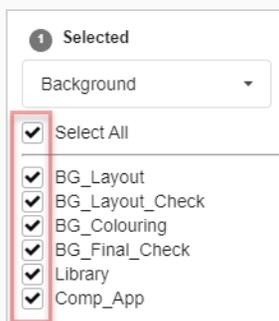 1 Selected
Background
Select All
BG_Layout
BG_Layout_Check
BG_Colouring
BG_Final_Check
Library
Comp_App